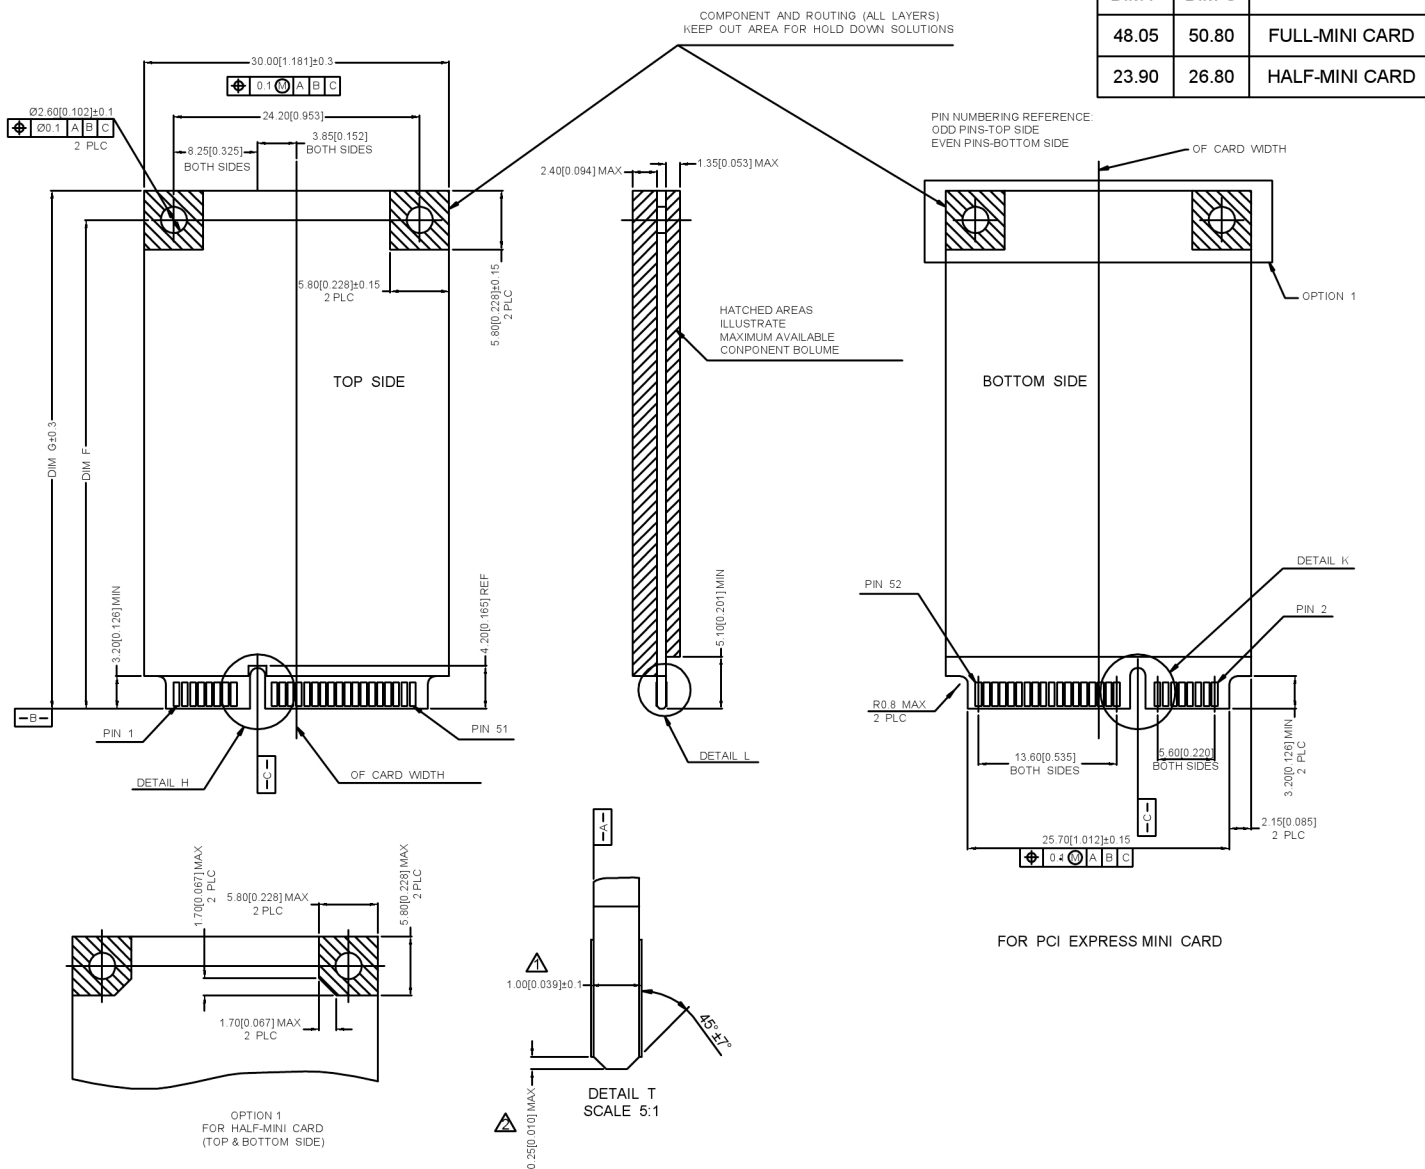 COMPONENT AND ROUTING (ALL LAYERS)
KEEP OUT AREA FOR HOLD DOWN SOLUTIONS
48.05 50.80 FULL-MINI CARD
23.90 26.80 HALF-MINI CARD
30.00[1.181]±0.3
0.1 M A B C
Ø2.60[0.102]±0.1
Ø0.1 A B C
2 PLC
24.20[0.953]
8.25[0.325]
BOTH SIDES
3.85[0.152]
BOTH SIDES
5.80[0.228]±0.15
2 PLC
5.80[0.228]±0.15
2 PLC
TOP SIDE
DIM G±0.3
DIM F
3.20[0.126] MIN
4.20[0.165] REF
-B-
PIN 1
PIN 51
DETAIL H
-C-
OF CARD WIDTH
2.40[0.094] MAX
1.35[0.053] MAX
HATCHED AREAS
ILLUSTRATE
MAXIMUM AVAILABLE
CONPONENT BOLUME
5.10[0.201] MIN
DETAIL L
PIN NUMBERING REFERENCE:
ODD PINS-TOP SIDE
EVEN PINS-BOTTOM SIDE
OF CARD WIDTH
OPTION 1
BOTTOM SIDE
DETAIL K
PIN 52
PIN 2
R0.8 MAX
2 PLC
13.60[0.535]
BOTH SIDES
5.60[0.220]
BOTH SIDES
3.20[0.126] MIN
2 PLC
-C-
2.15[0.085]
2 PLC
25.70[1.012]±0.15
0.1 M A B C
FOR PCI EXPRESS MINI CARD
1.70[0.067] MAX
2 PLC
5.80[0.228] MAX
2 PLC
5.80[0.228] MAX
2 PLC
1.70[0.067] MAX
2 PLC
OPTION 1
FOR HALF-MINI CARD
(TOP & BOTTOM SIDE)
-A-
1
1.00[0.039]±0.1
45°±7°
2
0.25[0.010] MAX
DETAIL T
SCALE 5:1